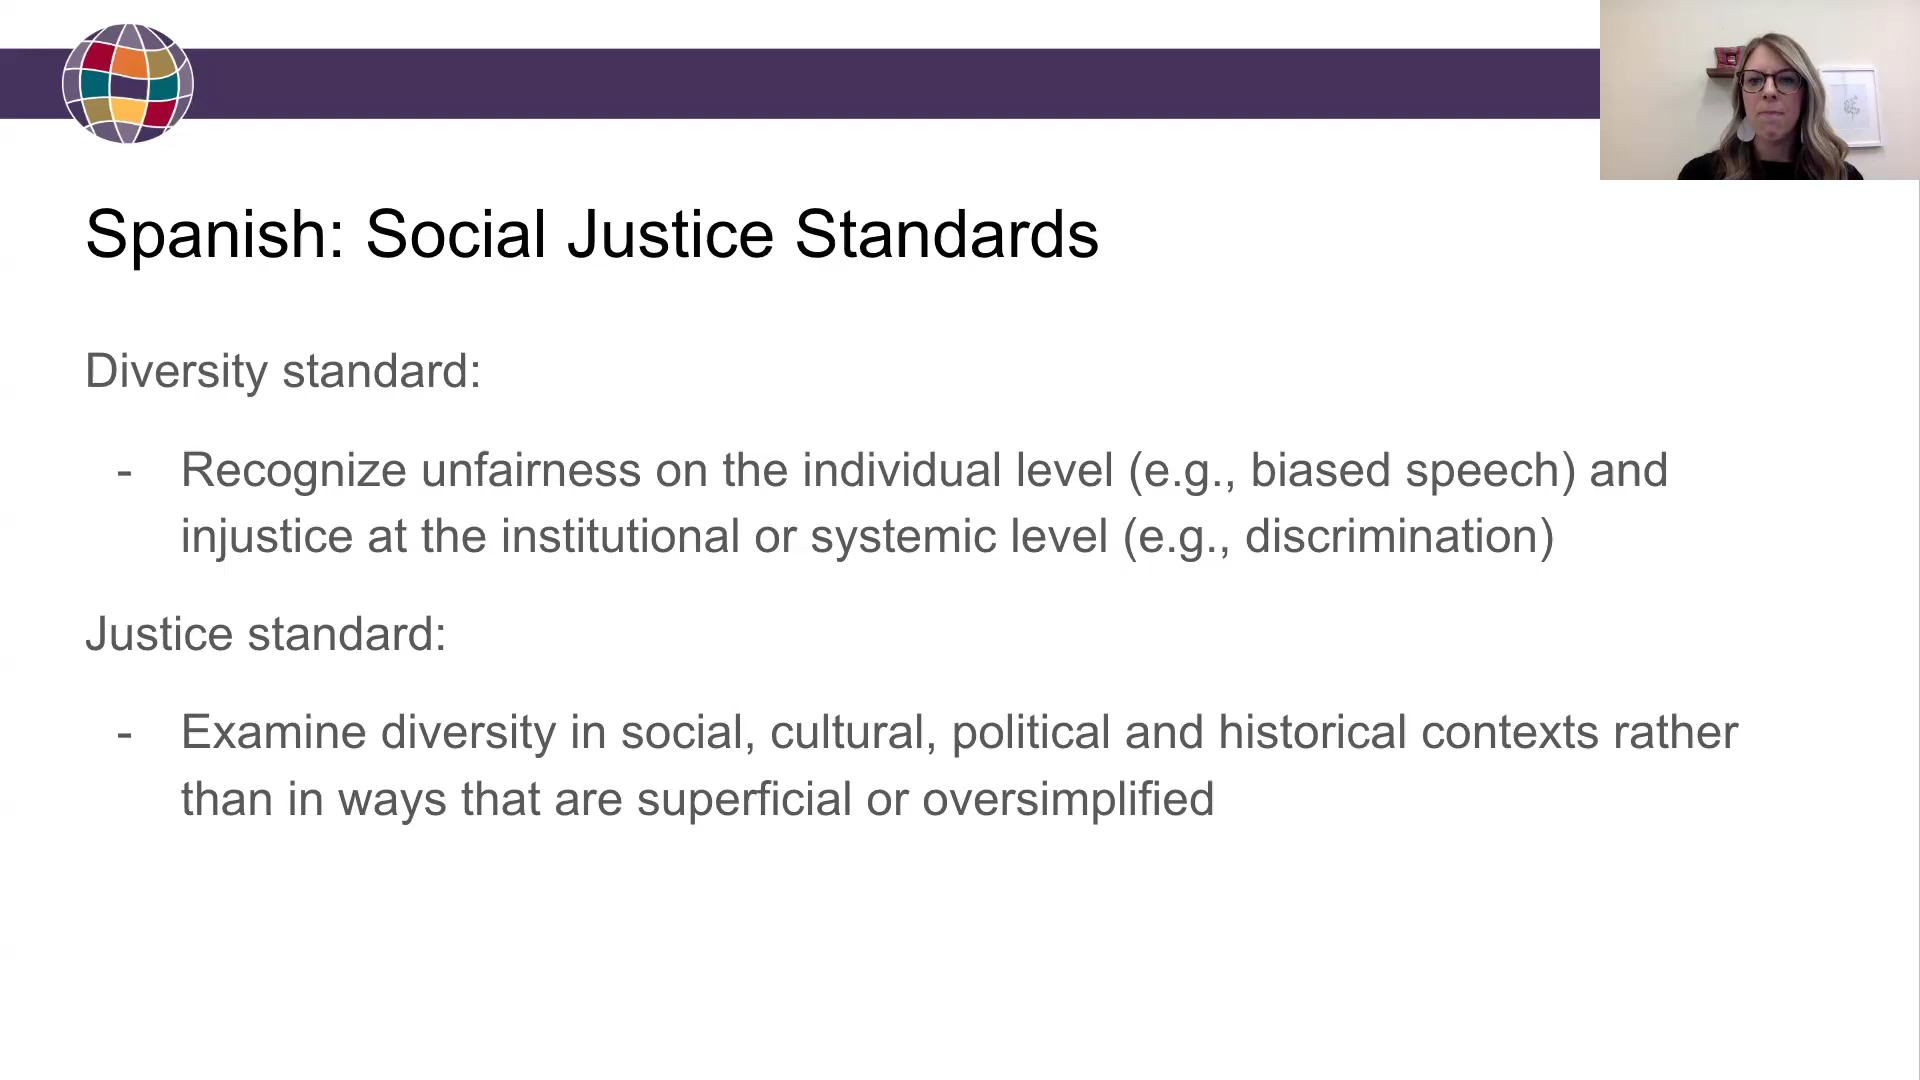 Spanish: Social Justice Standards
Diversity standard:
- Recognize unfairness on the individual level (e.g., biased speech) and
injustice at the institutional or systemic level (e.g., discrimination)
Justice standard:
- Examine diversity in social, cultural, political and historical contexts rather
than in ways that are superficial or oversimplified